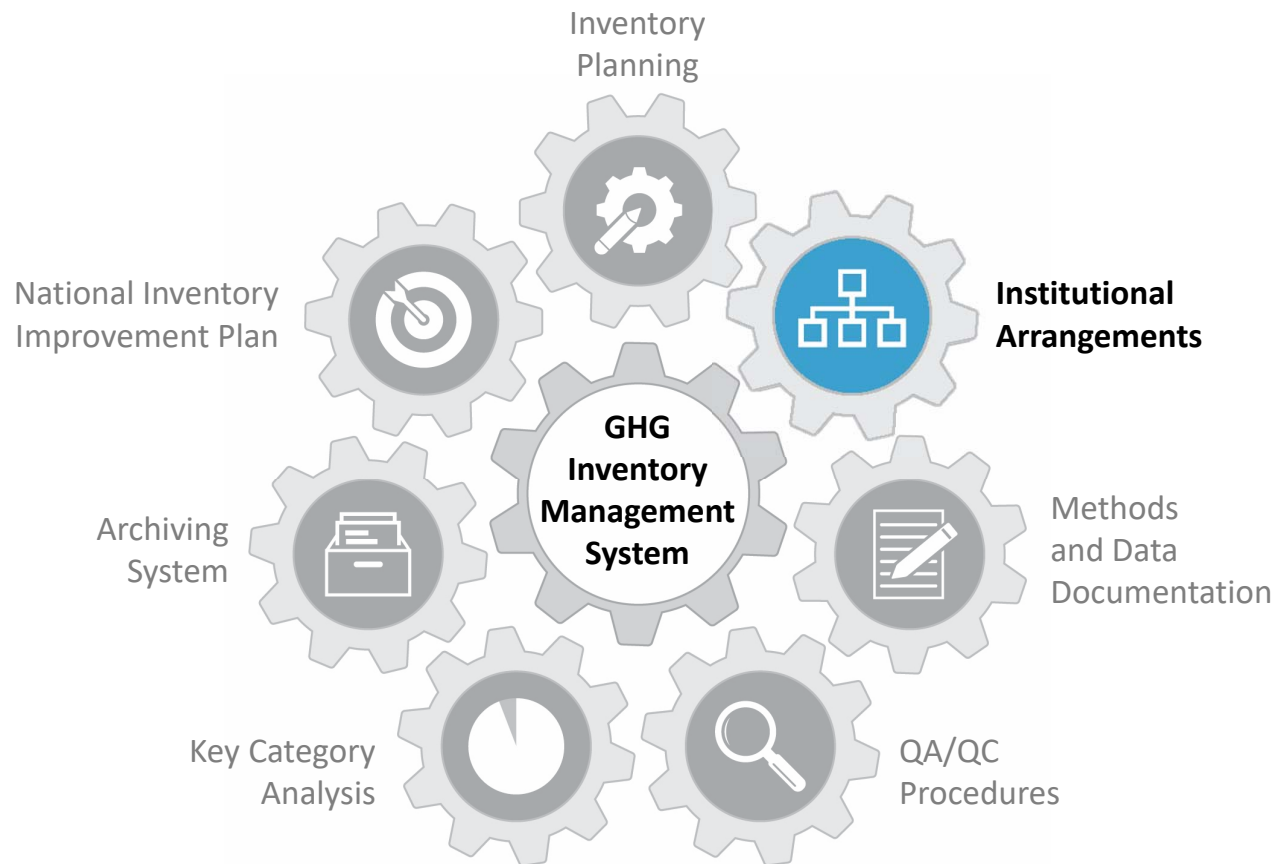 Inventory
Planning
Institutional
Arrangements
National Inventory
Improvement Plan
GHG
Inventory
Management
System
Methods
and Data
Documentation
Archiving
System
Key Category
Analysis
QA/QC
Procedures